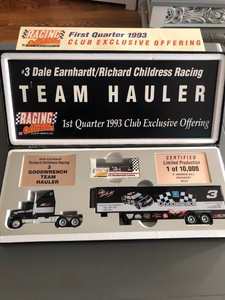 RACING
Collectables
First Quarter 1993
CLUB EXCLUSIVE OFFERING
#3 Dale Earnhardt/Richard Childress Racing
TEAM HAULER
RACING
Collectables
1st Quarter 1993 Club Exclusive Offering
Dale Earnhardt
Richard Childress Racing
3
GOODWRENCH
TEAM
HAULER
CERTIFIED
Limited Production
1 of 10,000
3
GOODWRENCH